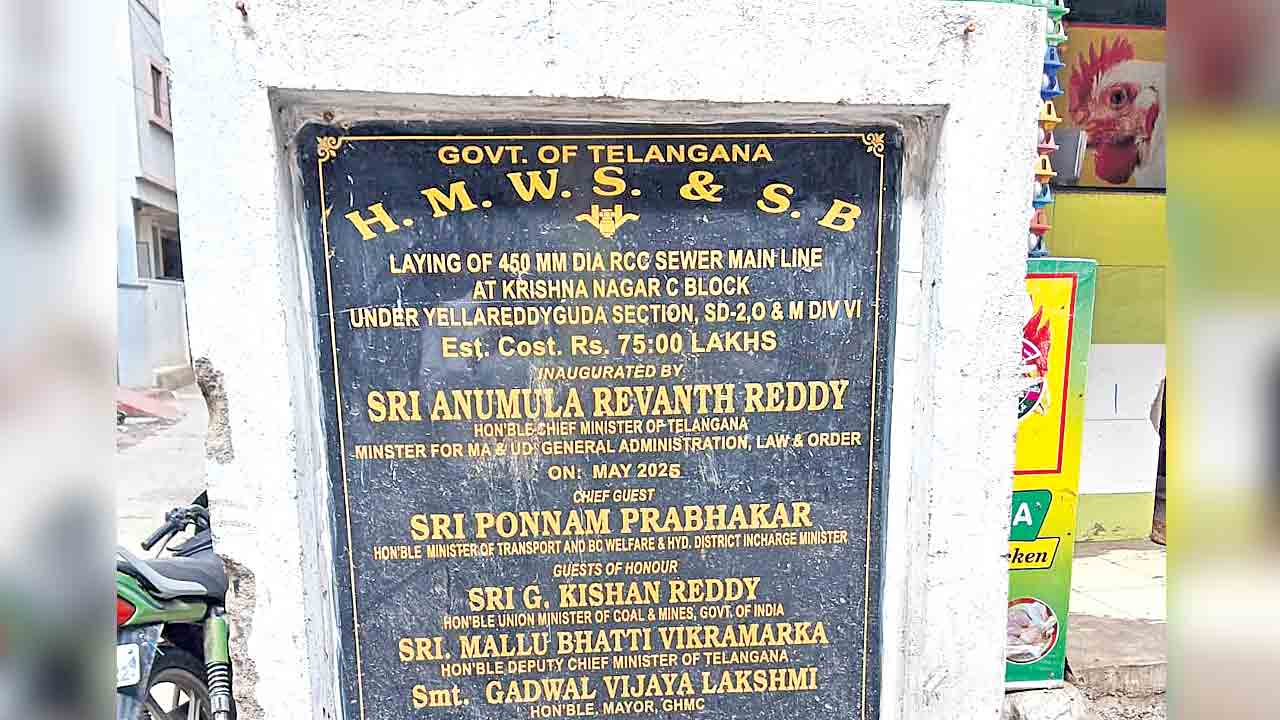 GOVT. OF TELANGANA
H. M. W. S. & S. B
LAYING OF 450 MM DIA RCC SEWER MAIN LINE
AT KRISHNA NAGAR C BLOCK
UNDER YELLAREDDYGUDA SECTION, SD-2,O & M DIV VI
Est. Cost. Rs. 75:00 LAKHS
INAUGURATED BY
SRI ANUMULA REVANTH REDDY
HON'BLE CHIEF MINISTER OF TELANGANA
MINSTER FOR MA & UD' GENERAL ADMINISTRATION, LAW & ORDER
ON: MAY 2025
CHIEF GUEST
SRI PONNAM PRABHAKAR
HON'BLE MINISTER OF TRANSPORT AND BC WELFARE & HYD. DISTRICT INCHARGE MINISTER
GUESTS OF HONOUR
SRI G. KISHAN REDDY
HON'BLE UNION MINISTER OF COAL & MINES, GOVT. OF INDIA
SRI. MALLU BHATTI VIKRAMARKA
HON'BLE DEPUTY CHIEF MINISTER OF TELANGANA
Smt. GADWAL VIJAYA LAKSHMI
HON'BLE. MAYOR, GHMC
A
ken